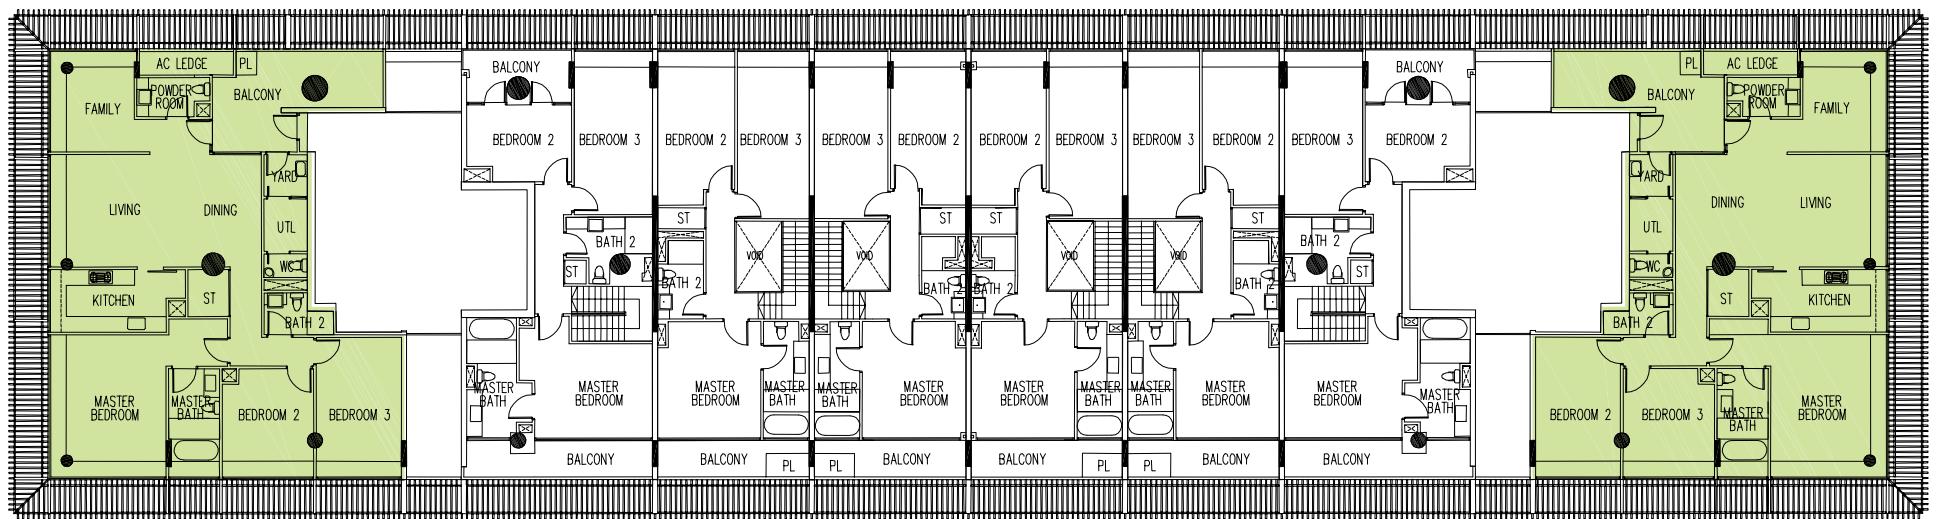 AC LEDGE
PL
BALCONY
POWDER
ROOM
FAMILY
YARD
LIVING
DINING
UTL
WC
KITCHEN
ST
BATH 2
MASTER
BEDROOM
MASTER
BATH
BEDROOM 2
BEDROOM 3
BALCONY
BEDROOM 2
BEDROOM 3
BATH 2
ST
MASTER
BATH
MASTER
BEDROOM
BALCONY
BEDROOM 2
BEDROOM 3
ST
VOID
BATH 2
MASTER
BEDROOM
MASTER
BATH
BALCONY
PL
BEDROOM 3
BEDROOM 2
VOID
ST
BATH 2
MASTER
BATH
MASTER
BEDROOM
PL
BALCONY
BEDROOM 2
BEDROOM 3
ST
VOID
BATH 2
MASTER
BEDROOM
MASTER
BATH
BALCONY
PL
BEDROOM 3
BEDROOM 2
VOID
ST
BATH 2
MASTER
BATH
MASTER
BEDROOM
PL
BALCONY
BALCONY
BEDROOM 3
BEDROOM 2
BATH 2
ST
MASTER
BEDROOM
MASTER
BATH
BALCONY
PL
AC LEDGE
BALCONY
POWDER
ROOM
FAMILY
YARD
DINING
LIVING
UTL
WC
ST
KITCHEN
BATH 2
BEDROOM 2
BEDROOM 3
MASTER
BATH
MASTER
BEDROOM